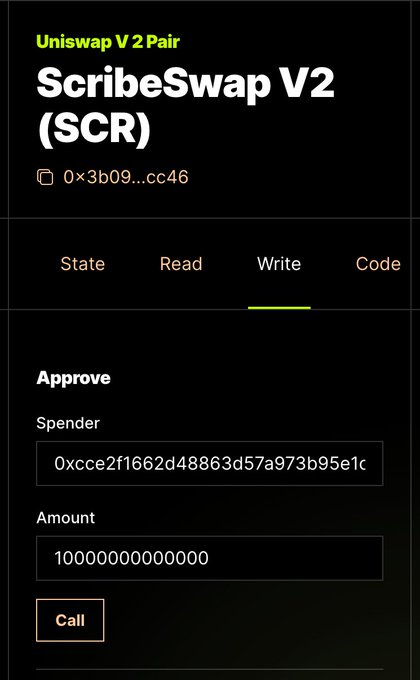 Uniswap V 2 Pair
ScribeSwap V2
(SCR)
0×3b09...cc46
State Read Write Code
Approve
Spender
0xcce2f1662d48863d57a973b95e1c
Amount
10000000000000
Call